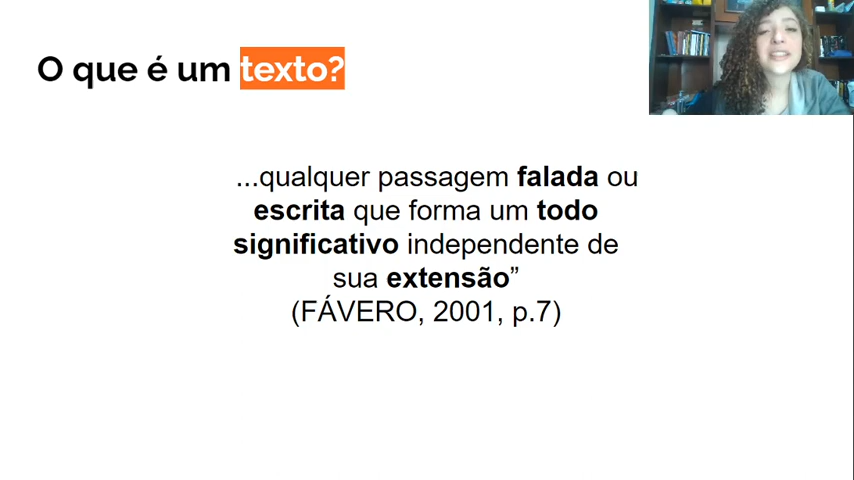 O que é um texto?
...qualquer passagem falada ou
escrita que forma um todo
significativo independente de
sua extensão”
(FÁVERO, 2001, p.7)